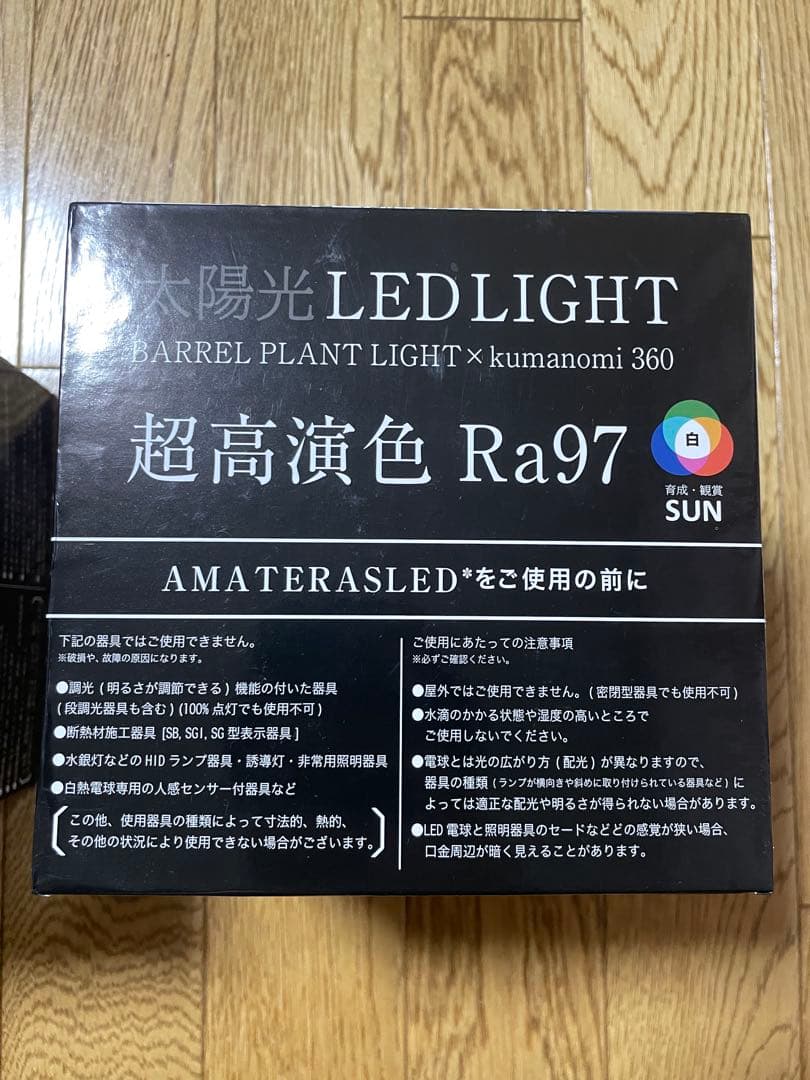 太陽光 LED LIGHT
BARREL PLANT LIGHT×kumanomi 360
超高演色 Ra97
白
育成・観賞
SUN
AMATERASLED*をご使用の前に
下記の器具ではご使用できません。
※破損や、故障の原因になります。
●調光 ( 明るさが調節できる ) 機能の付いた器具
( 段調光器具も含む ) (100% 点灯でも使用不可 )
●断熱材施工器具 [SB, SGI, SG 型表示器具 ]
●水銀灯などの HID ランプ器具・誘導灯・非常用照明器具
●白熱電球専用の人感センサー付器具など
この他、使用器具の種類によって寸法的、熱的、
その他の状況により使用できない場合がございます。
ご使用にあたっての注意事項
※必ずご確認ください。
●屋外ではご使用できません。( 密閉型器具でも使用不可 )
●水滴のかかる状態や湿度の高いところで
ご使用しないでください。
●電球とは光の広がり方 ( 配光 ) が異なりますので、
器具の種類 ( ランプが横向きや斜めに取り付けられている器具など ) に
よっては適正な配光や明るさが得られない場合があります。
●LED 電球と照明器具のセードなどどの感覚が狭い場合、
口金周辺が暗く見えることがあります。